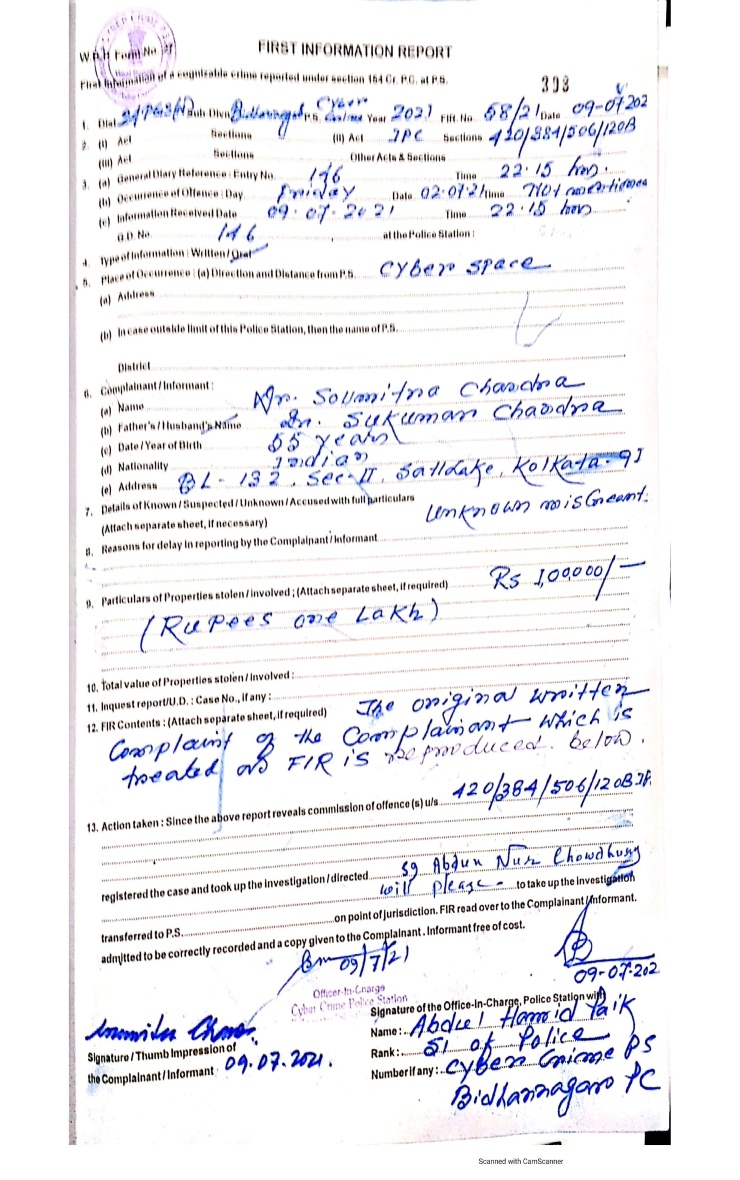 W.P.B. Form No. 27
FIRST INFORMATION REPORT
First Information of a cognizable crime reported under section 154 Cr. P.C. at P.S.
1. Dist. 24 PGS(N) Sub Divn. Bidhannagar P.S. Cyber Crime Year 2021 FIR. No. 58/21 Date 09-07-202
2. (i) Act Sections (ii) Act IPC Sections 420/384/506/120B
(iii) Act Sections Other Acts & Sections
3. (a) General Diary Reference : Entry No. 146 Time 22.15 hrs.
(b) Occurrence of Offence : Day Friday Date 02.07.21 time Not mentioned
(c) Information Received Date 09.07.2021 Time 22.15 hrs
G.D. No. 146 at the Police Station :
4. Type of Information : Written / Oral
5. Place of Occurrence : (a) Direction and Distance from P.S. Cyber space
(a) Address
(b) In case outside limit of this Police Station, then the name of P.S.
District
6. Complainant / Informant :
(a) Name Mr. Soumitra Chandra
(b) Father's / Husband's Name Sukumar Chandra
(c) Date / Year of Birth 55 years
(d) Nationality Indian
(e) Address BL-132, Sec-II, Saltlake, Kolkata-91
7. Details of Known / Suspected / Unknown / Accused with full particulars Unknown miscreant.
(Attach separate sheet, if necessary)
8. Reasons for delay in reporting by the Complainant / Informant
9. Particulars of Properties stolen / involved ; (Attach separate sheet, if required) Rs 1,00,000/-
(Rupees one Lakh)
10. Total value of Properties stolen / involved :
11. Inquest report/U.D. : Case No., if any :
12. FIR Contents : (Attach separate sheet, if required) The original written
Complaint of the Complainant which is
treated as FIR is reproduced below.
13. Action taken : Since the above report reveals commission of offence (s) u/s 420/384/506/120B IPC
registered the case and took up the investigation / directed SI Abdun Nur Chowdhury
will please - to take up the investigation
transferred to P.S. on point of jurisdiction. FIR read over to the Complainant / Informant.
admitted to be correctly recorded and a copy given to the Complainant. Informant free of cost.
09/7/21
09-07-202
Officer-In-Charge
Cyber Crime Police Station
Signature of the Office-In-Charge, Police Station with
Name : Abdul Hamid Paik
Rank : SI of Police
Number if any : Cyber Crime PS
Bidhannagar PC
Signature / Thumb Impression of
the Complainant / Informant 09.07.2021.
Scanned with CamScanner